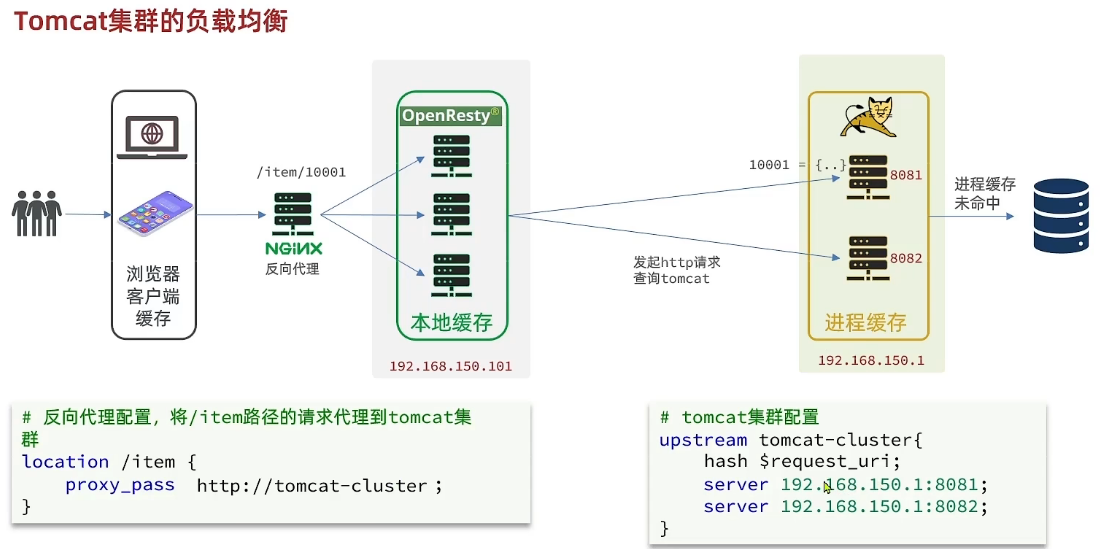 Tomcat集群的负载均衡
浏览器
客户端
缓存
/item/10001
NGINX
反向代理
OpenResty®
本地缓存
192.168.150.101
发起http请求
查询tomcat
10001 = {..}
8081
8082
进程缓存
192.168.150.1
进程缓存
未命中
# 反向代理配置，将/item路径的请求代理到tomcat集
群
location /item {
proxy_pass http://tomcat-cluster ;
}
# tomcat集群配置
upstream tomcat-cluster{
hash $request_uri;
server 192.168.150.1:8081;
server 192.168.150.1:8082;
}